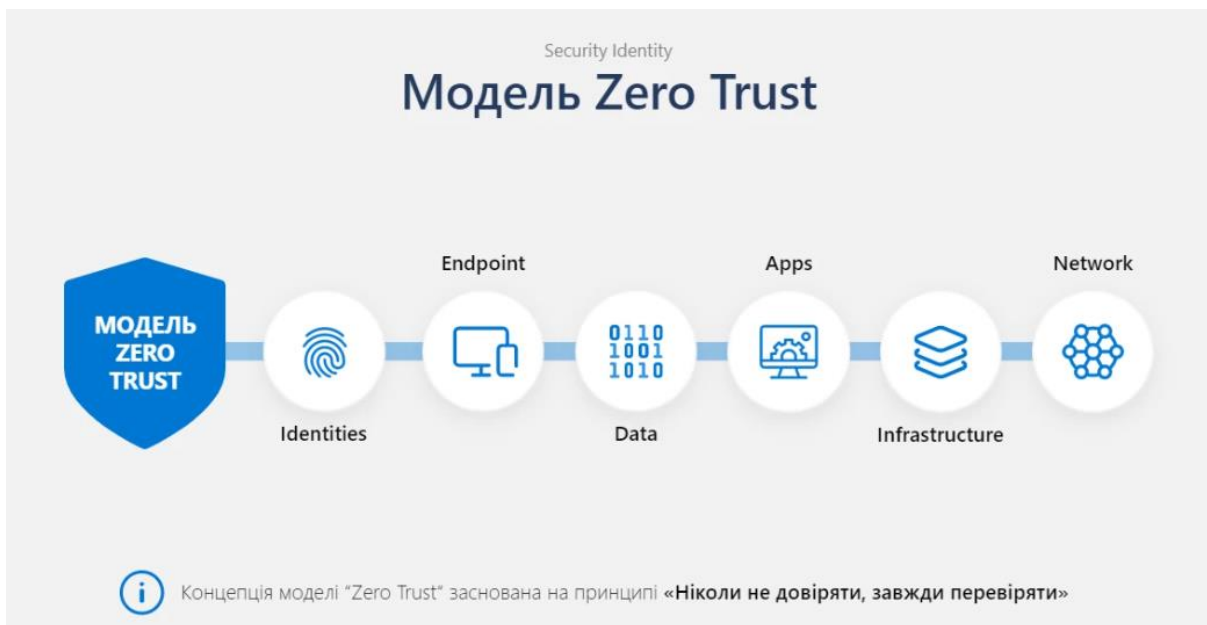 Security Identity
Модель Zero Trust
МОДЕЛЬ
ZERO
TRUST
Identities
Endpoint
0110
1001
1010
Data
Apps
Infrastructure
Network
Концепція моделі "Zero Trust" заснована на принципі «Ніколи не довіряти, завжди перевіряти»